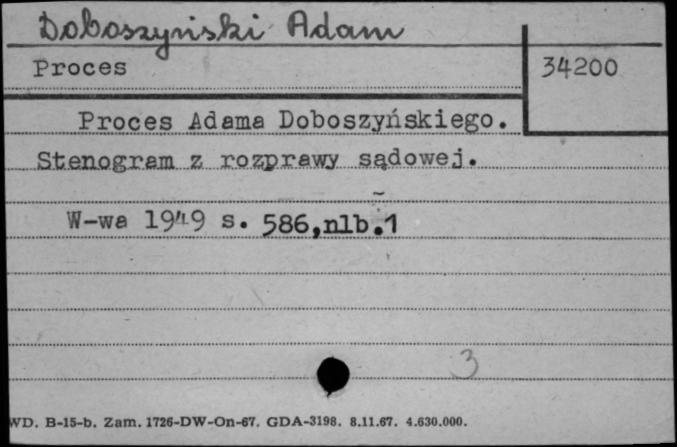 Doboszyński Adam
Proces
34200
Proces Adama Doboszyńskiego.
Stenogram z rozprawy sądowej.
W-wa 1949 s. 586,nlb.1
3
WD. B-15-b. Zam. 1726-DW-On-67. GDA-3198. 8.11.67. 4.630.000.